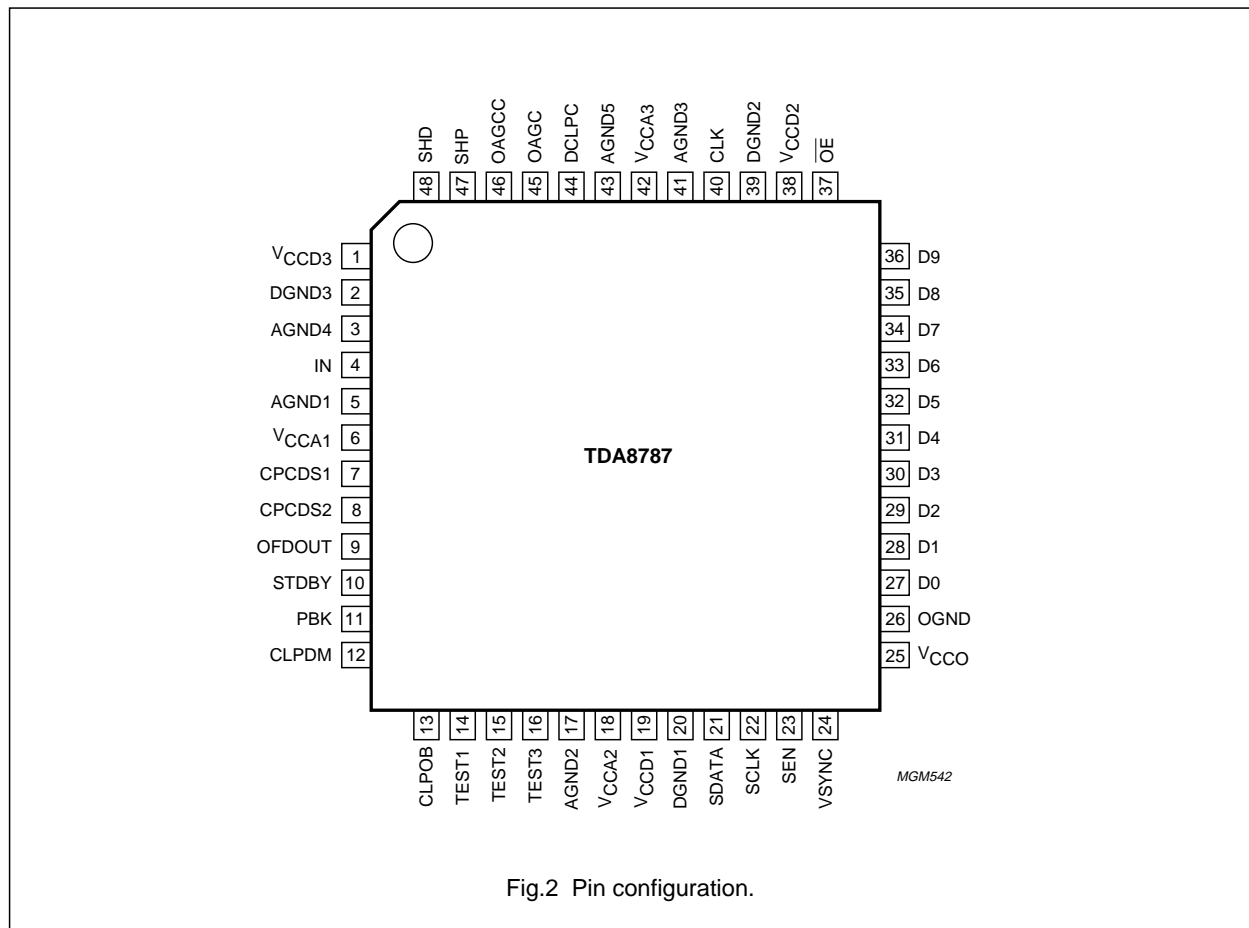 SHD
SHP
OAGCC
OAGC
DCLPC
AGND5
VCCA3
AGND3
CLK
DGND2
VCCD2
OE
48
47
46
45
44
43
42
41
40
39
38
37
VCCD3 1
DGND3 2
AGND4 3
IN 4
AGND1 5
VCCA1 6
CPCDS1 7
CPCDS2 8
OFDOUT 9
STDBY 10
PBK 11
CLPDM 12
TDA8787
36 D9
35 D8
34 D7
33 D6
32 D5
31 D4
30 D3
29 D2
28 D1
27 D0
26 OGND
25 VCCO
13
14
15
16
17
18
19
20
21
22
23
24
CLPOB
TEST1
TEST2
TEST3
AGND2
VCCA2
VCCD1
DGND1
SDATA
SCLK
SEN
VSYNC
MGM542
Fig.2 Pin configuration.